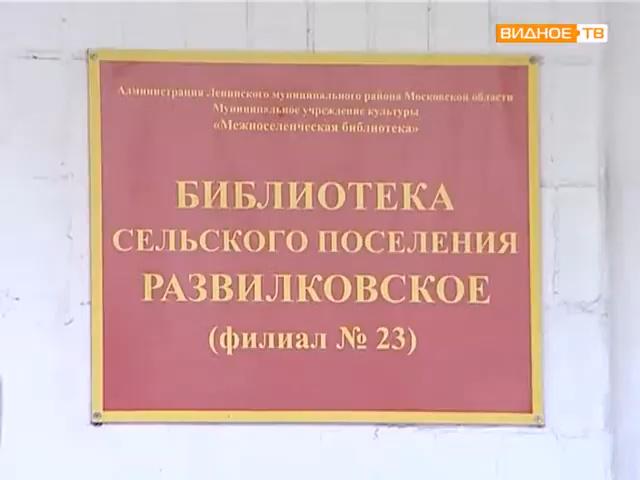 ВИДНОЕ ТВ
Администрация Ленинского муниципального района Московской области
Муниципальное учреждение культуры
«Межпоселенческая библиотека»
БИБЛИОТЕКА
СЕЛЬСКОГО ПОСЕЛЕНИЯ
РАЗВИЛКОВСКОЕ
(филиал № 23)